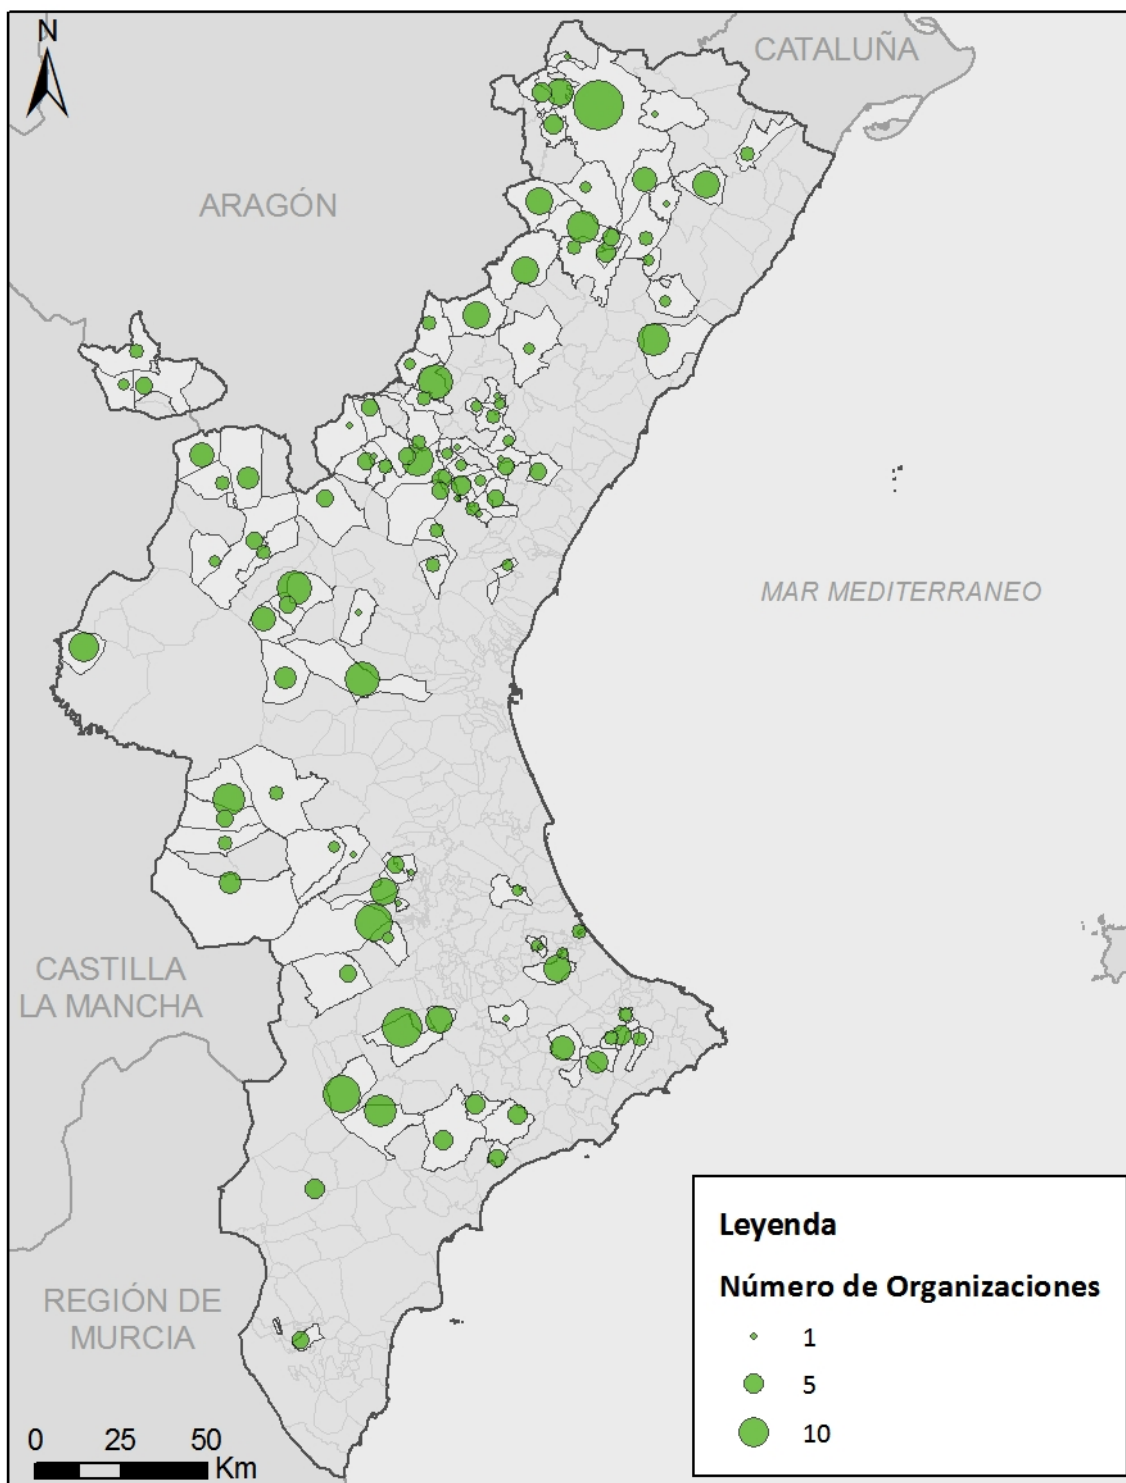 N
CATALUÑA
ARAGÓN
MAR MEDITERRANEO
CASTILLA
LA MANCHA
REGIÓN DE
MURCIA
Leyenda
Número de Organizaciones
1
5
10
0 25 50
Km